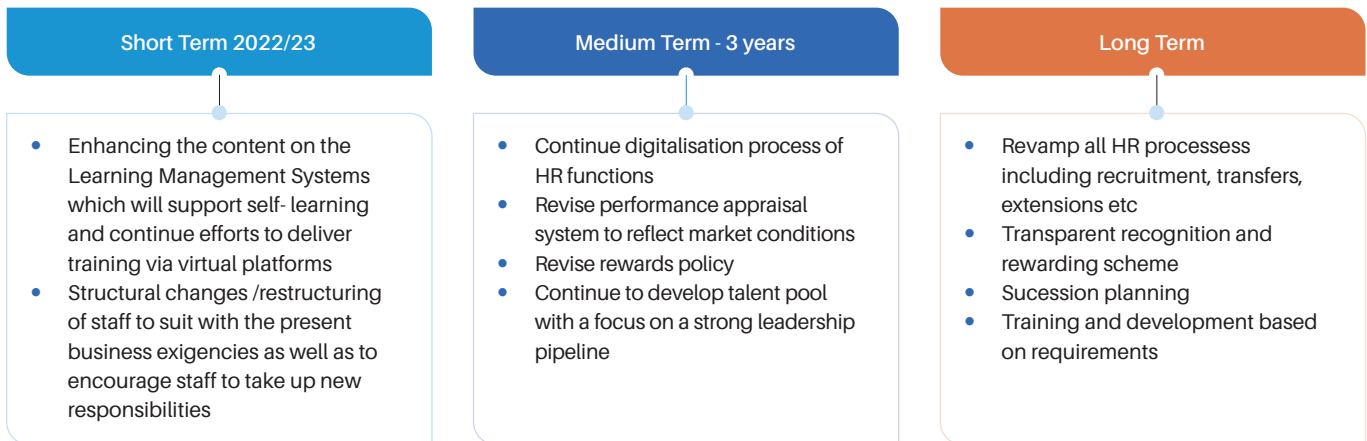 Short Term 2022/23
• Enhancing the content on the
Learning Management Systems
which will support self- learning
and continue efforts to deliver
training via virtual platforms
• Structural changes /restructuring
of staff to suit with the present
business exigencies as well as to
encourage staff to take up new
responsibilities
Medium Term - 3 years
• Continue digitalisation process of
HR functions
• Revise performance appraisal
system to reflect market conditions
• Revise rewards policy
• Continue to develop talent pool
with a focus on a strong leadership
pipeline
Long Term
• Revamp all HR processess
including recruitment, transfers,
extensions etc
• Transparent recognition and
rewarding scheme
• Sucession planning
• Training and development based
on requirements